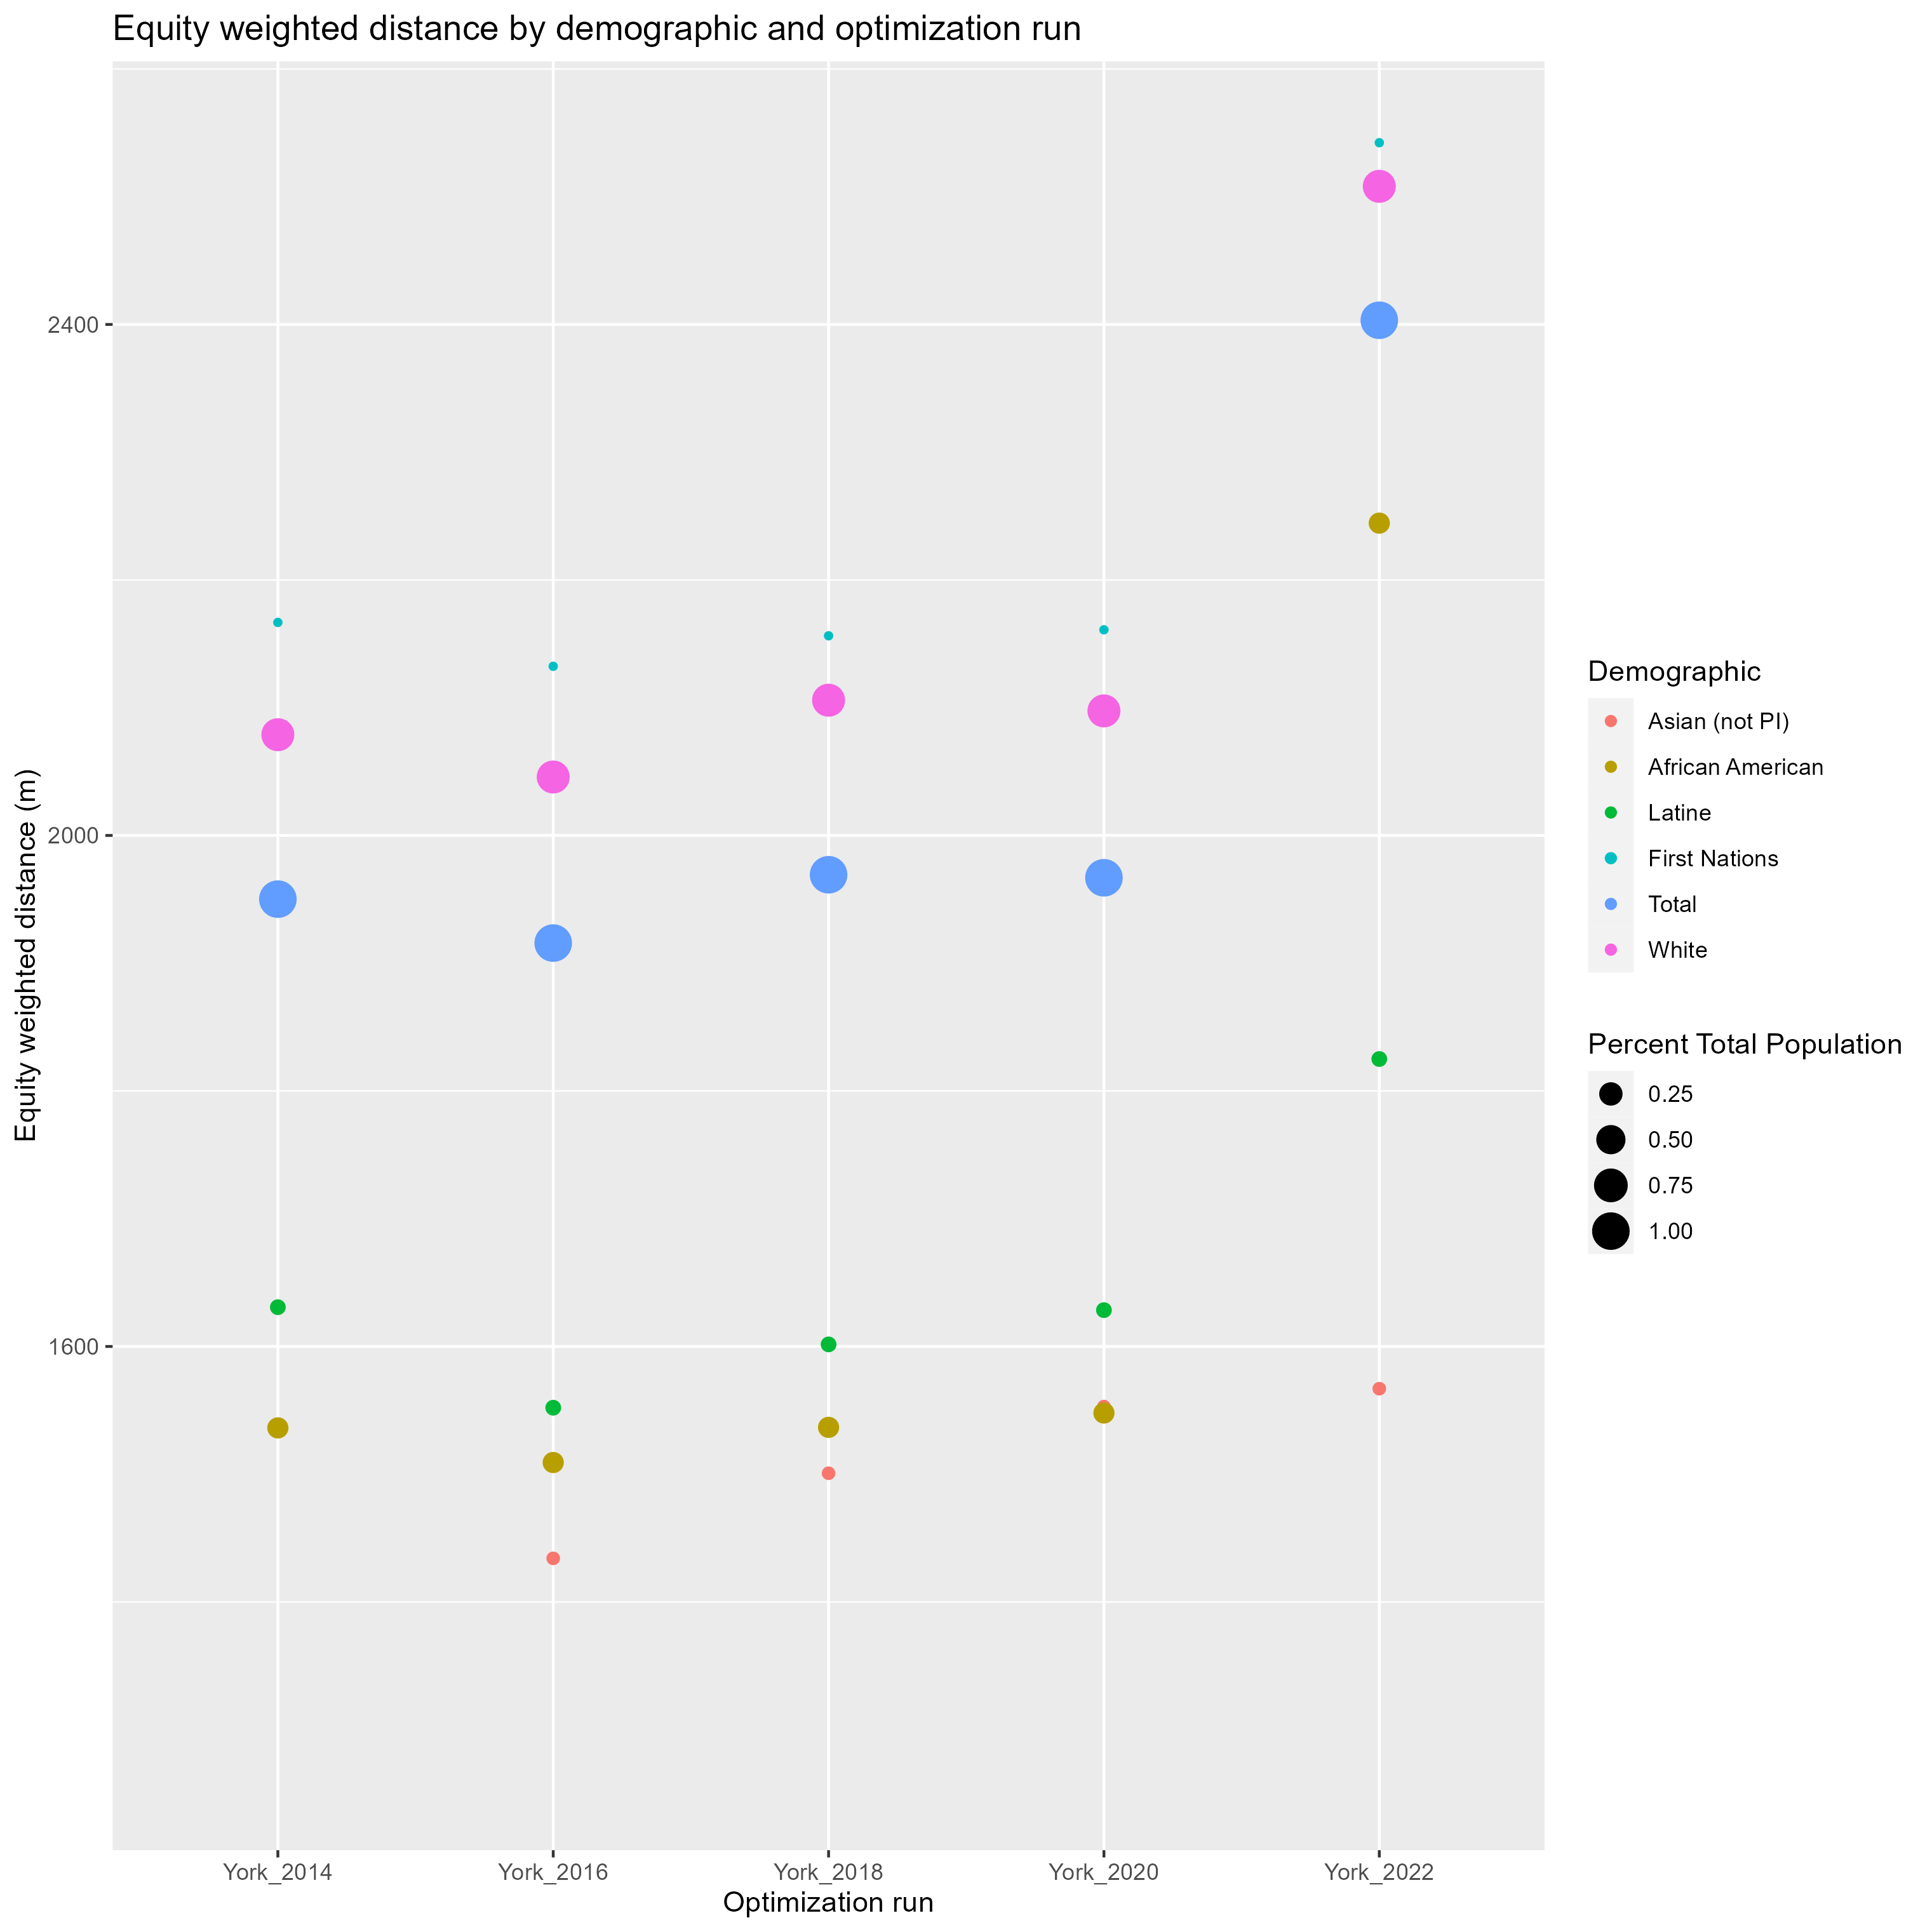 Equity weighted distance by demographic and optimization run
Equity weighted distance (m)
2400
2000
1600
York_2014
York_2016
York_2018
York_2020
York_2022
Optimization run
Demographic
Asian (not PI)
African American
Latine
First Nations
Total
White
Percent Total Population
0.25
0.50
0.75
1.00